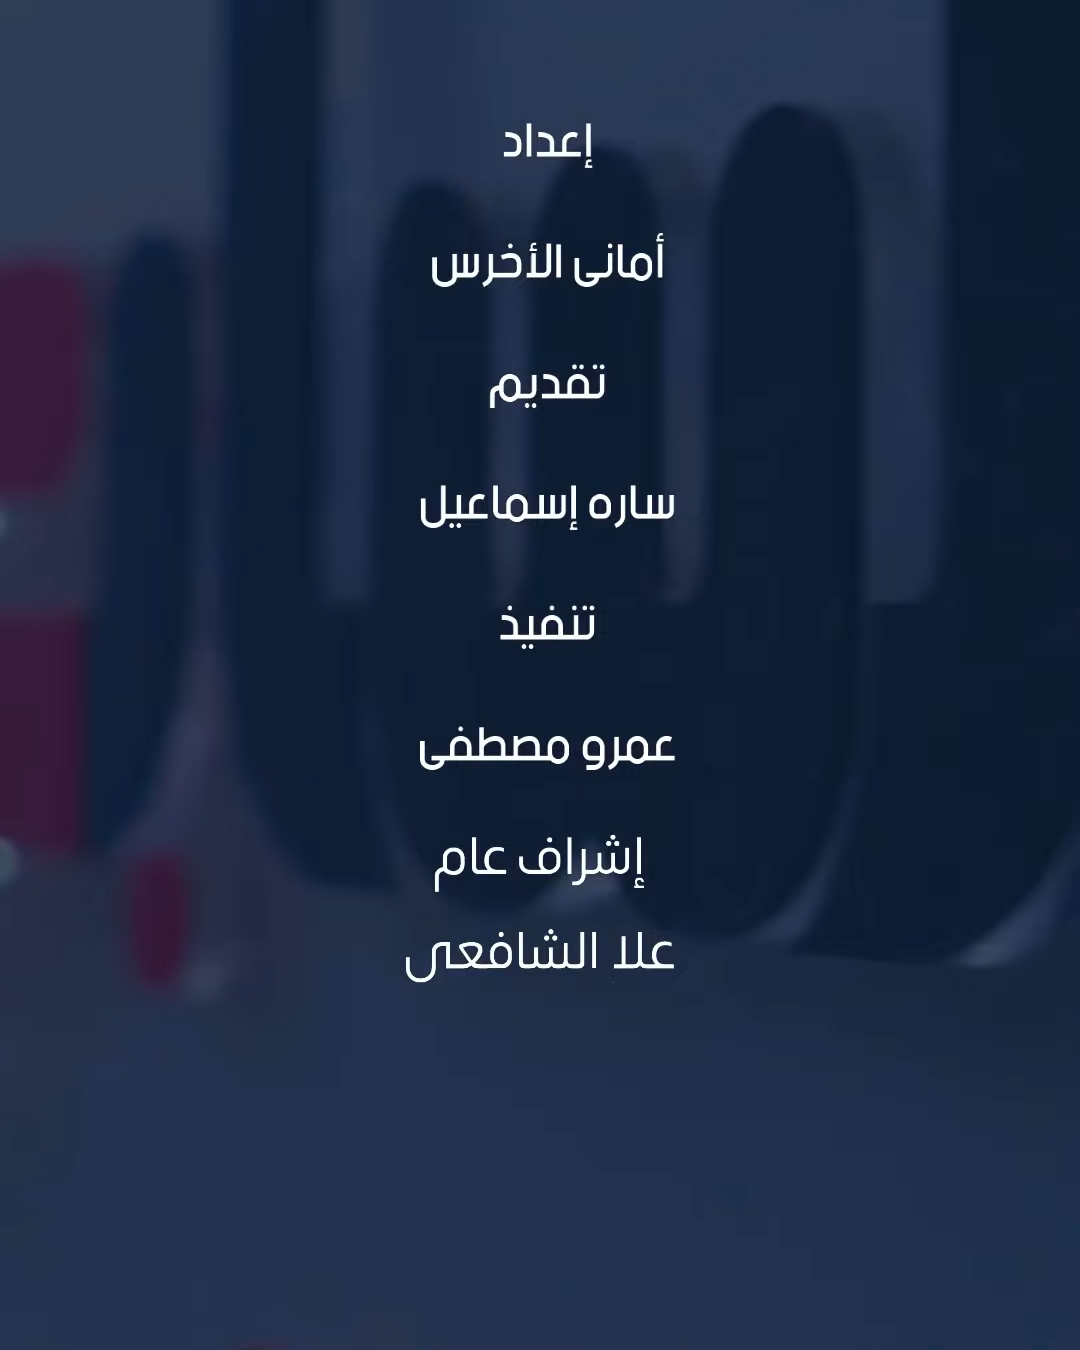 إعداد
أمانى الأخرس
تقديم
ساره إسماعيل
تنفيذ
عمرو مصطفى
إشراف عام
علا الشافعى